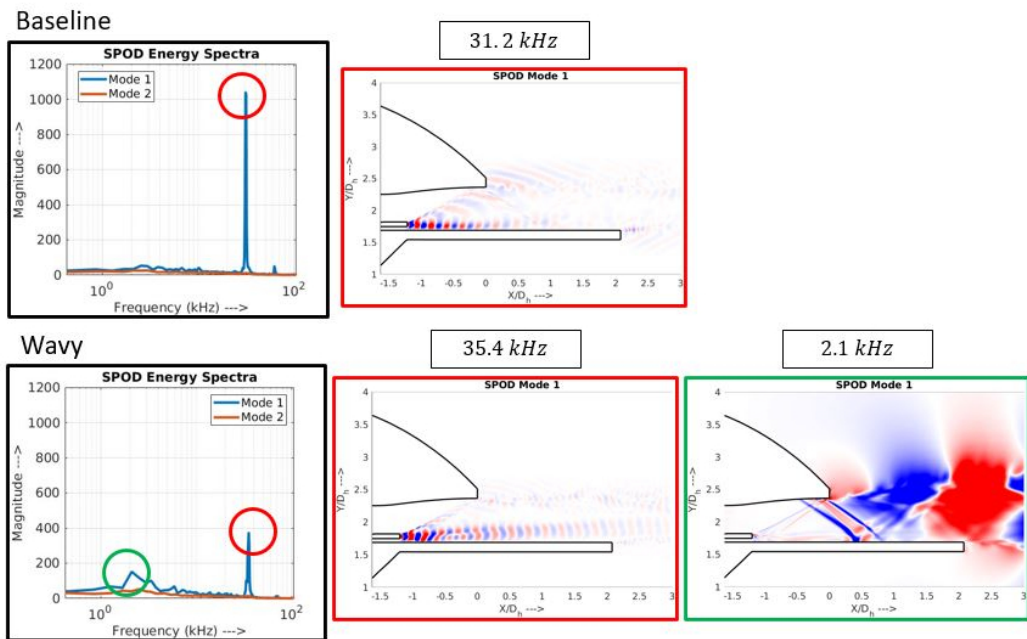 Baseline
SPOD Energy Spectra
1200
1000
800
600
400
200
0
Mode 1
Mode 2
10^0
10^2
Magnitude --->
Frequency (kHz) --->
31.2 kHz
SPOD Mode 1
4
3.5
3
2.5
2
1.5
1
Y/D_h --->
-1.5 -1 -0.5 0 0.5 1 1.5 2 2.5 3
X/D_h --->
Wavy
SPOD Energy Spectra
1200
1000
800
600
400
200
0
Mode 1
Mode 2
10^0
10^2
Magnitude --->
Frequency (kHz) --->
35.4 kHz
SPOD Mode 1
4
3.5
3
2.5
2
1.5
1
Y/D_h --->
-1.5 -1 -0.5 0 0.5 1 1.5 2 2.5 3
X/D_h --->
2.1 kHz
SPOD Mode 1
4
3.5
3
2.5
2
1.5
1
Y/D_h --->
-1.5 -1 -0.5 0 0.5 1 1.5 2 2.5 3
X/D_h --->